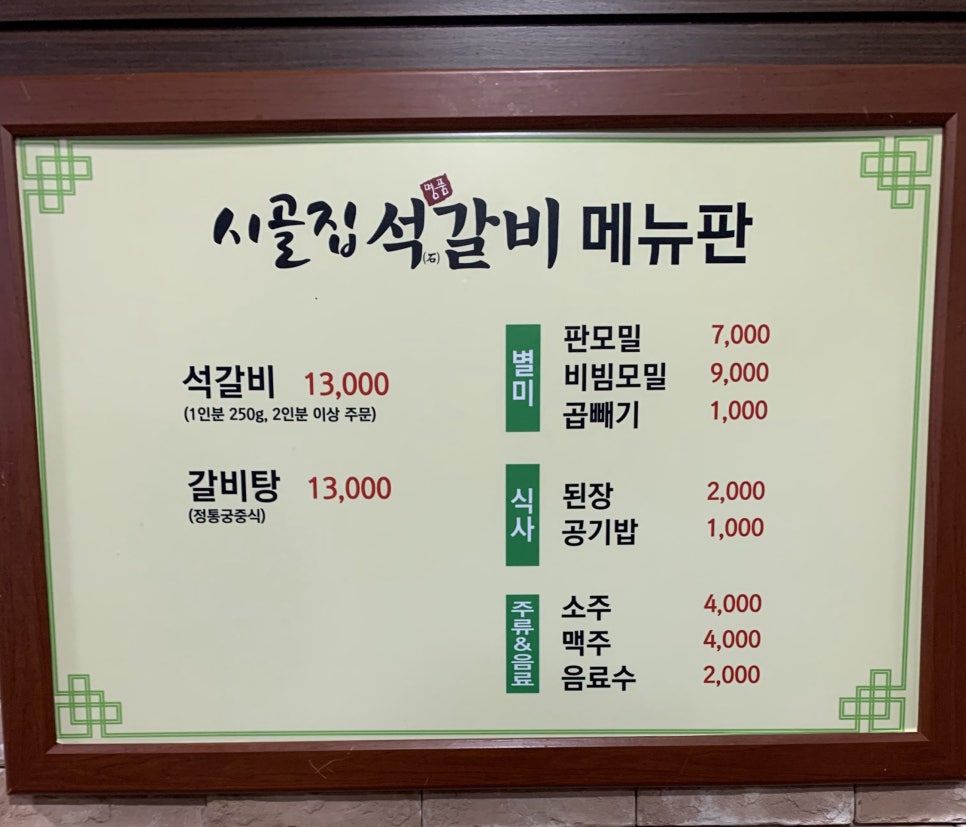 명품
시골집 석(石)갈비 메뉴판
석갈비 13,000
(1인분 250g, 2인분 이상 주문)
갈비탕 13,000
(정통궁중식)
별미
판모밀 7,000
비빔모밀 9,000
곱빼기 1,000
식사
된장 2,000
공기밥 1,000
주류&음료
소주 4,000
맥주 4,000
음료수 2,000